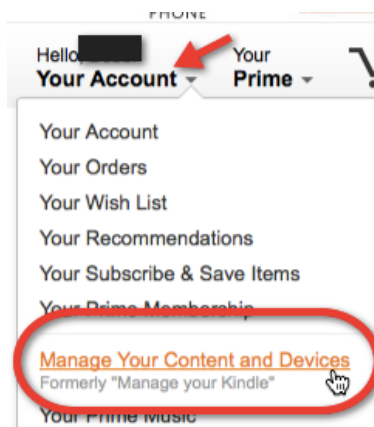 PHONE
Hello,
Your
Your Account
Prime
Your Account
Your Orders
Your Wish List
Your Recommendations
Your Subscribe & Save Items
Your Prime Membership
Manage Your Content and Devices
Formerly "Manage your Kindle"
Your Prime Music